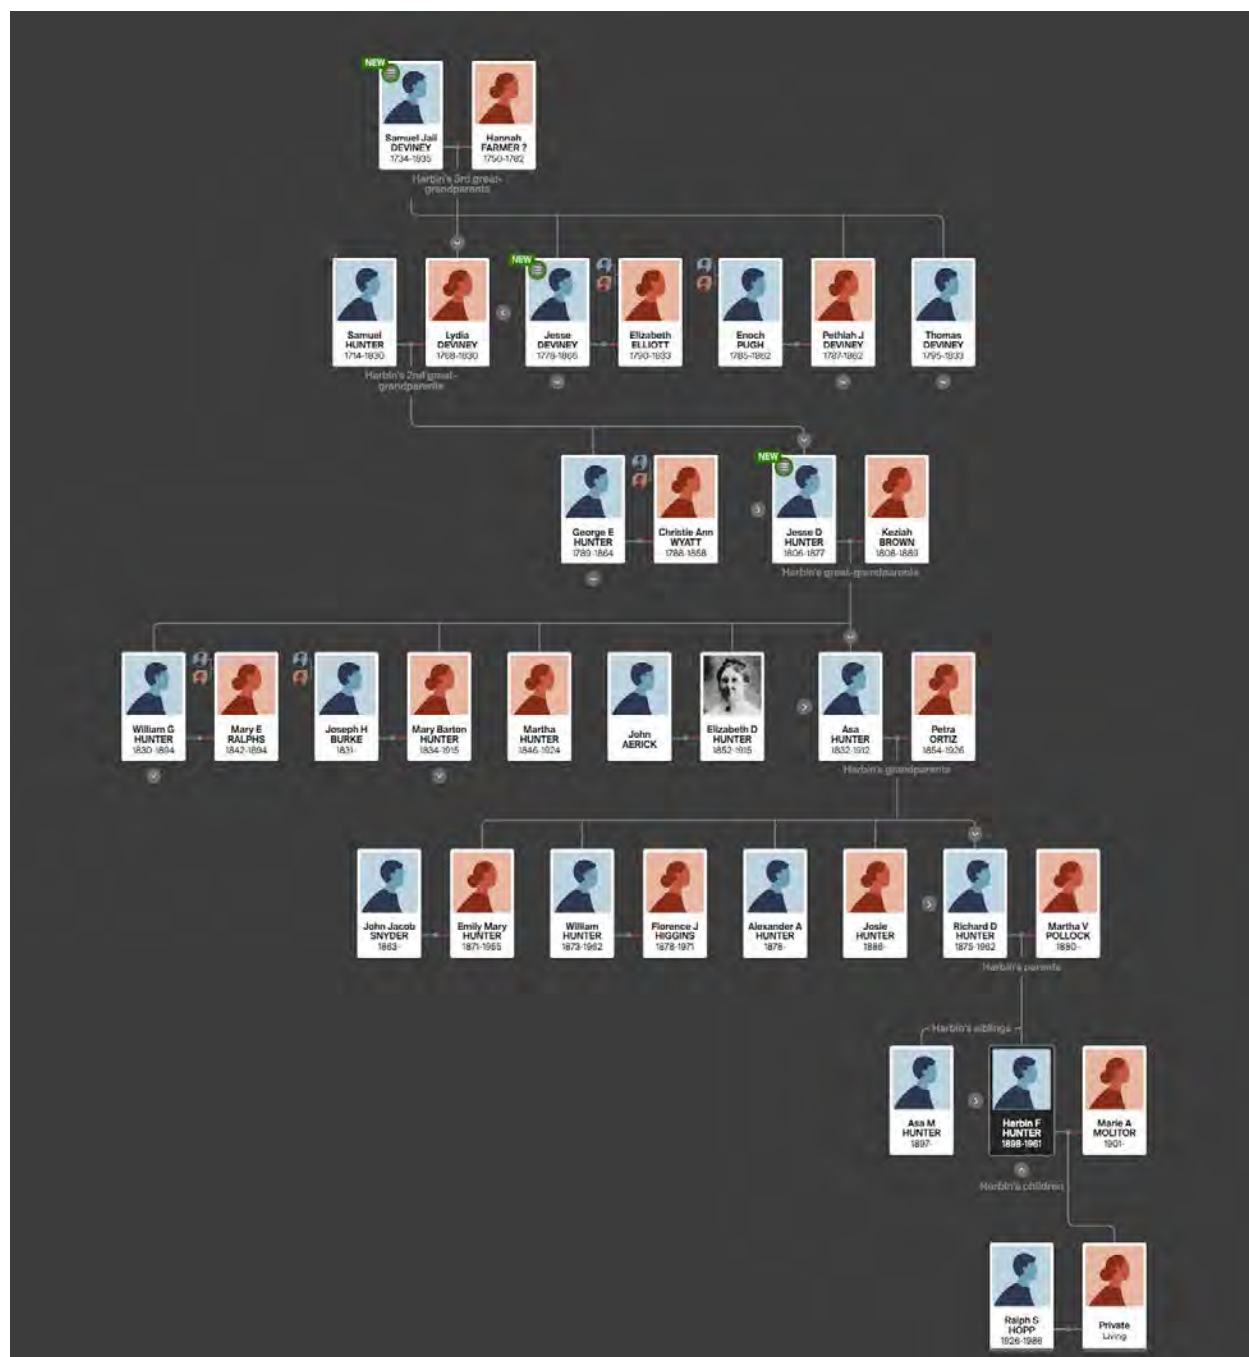 NEW
Samuel Jail
DEVINEY
1734-1835
Hannah
FARMER ?
1750-1782
Harbin's 3rd great-
grandparents
NEW
Samuel
HUNTER
1714-1830
Lydia
DEVINEY
1768-1830
Jesse
DEVINEY
1778-1865
Elizabeth
ELLIOTT
1790-1833
Enoch
PUGH
1785-1862
Pethiah J
DEVINEY
1787-1862
Thomas
DEVINEY
1795-1833
Harbin's 2nd great-
grandparents
NEW
George E
HUNTER
1789-1864
Christie Ann
WYATT
1788-1858
Jesse D
HUNTER
1806-1877
Keziah
BROWN
1808-1889
Harbin's great-grandparents
William G
HUNTER
1830-1894
Mary E
RALPHS
1842-1894
Joseph H
BURKE
1831-
Mary Barton
HUNTER
1834-1915
Martha
HUNTER
1846-1924
John
AERICK
Elizabeth D
HUNTER
1852-1915
Asa
HUNTER
1832-1912
Petra
ORTIZ
1854-1926
Harbin's grandparents
John Jacob
SNYDER
1863-
Emily Mary
HUNTER
1871-1955
William
HUNTER
1873-1962
Florence J
HIGGINS
1878-1971
Alexander A
HUNTER
1878-
Josie
HUNTER
1886-
Richard D
HUNTER
1875-1962
Martha V
POLLOCK
1880-
Harbin's parents
Harbin's siblings
Asa M
HUNTER
1897-
Harbin F
HUNTER
1898-1961
Marie A
MOLITOR
1901-
Harbin's children
Ralph S
HOPP
1926-1986
Private
Living